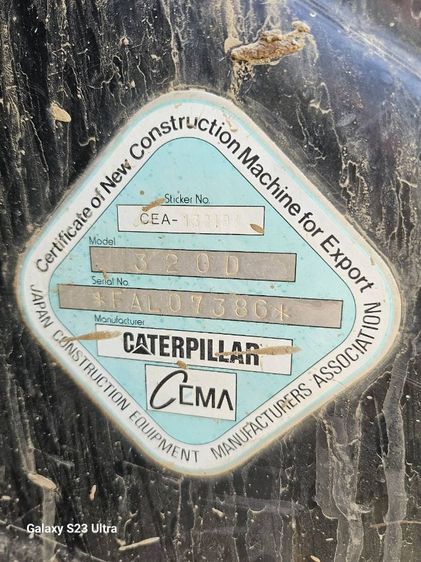 Certificate of New Construction Machine for Export
Sticker No.
CEA-
Model
320D
Serial No.
*FAL07386*
Manufacturer
CATERPILLAR
CEMA
JAPAN CONSTRUCTION EQUIPMENT MANUFACTURERS ASSOCIATION
Galaxy S23 Ultra